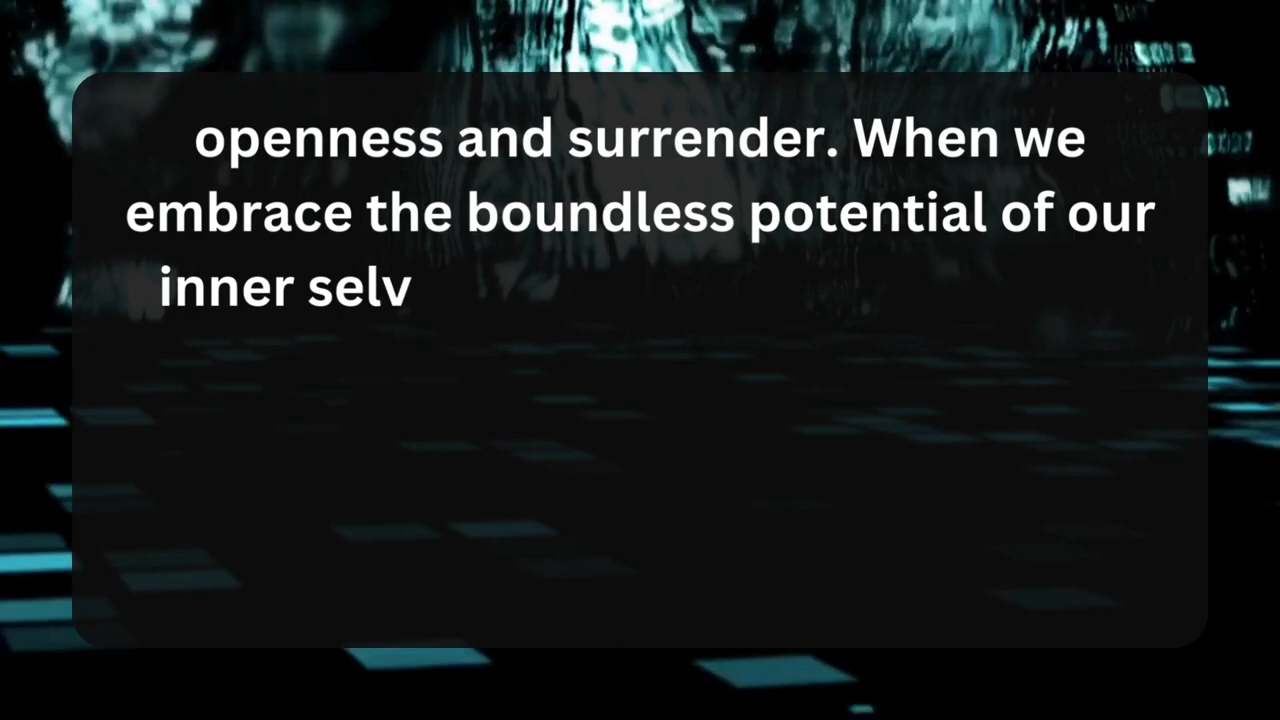 openness and surrender. When we
embrace the boundless potential of our
inner selv